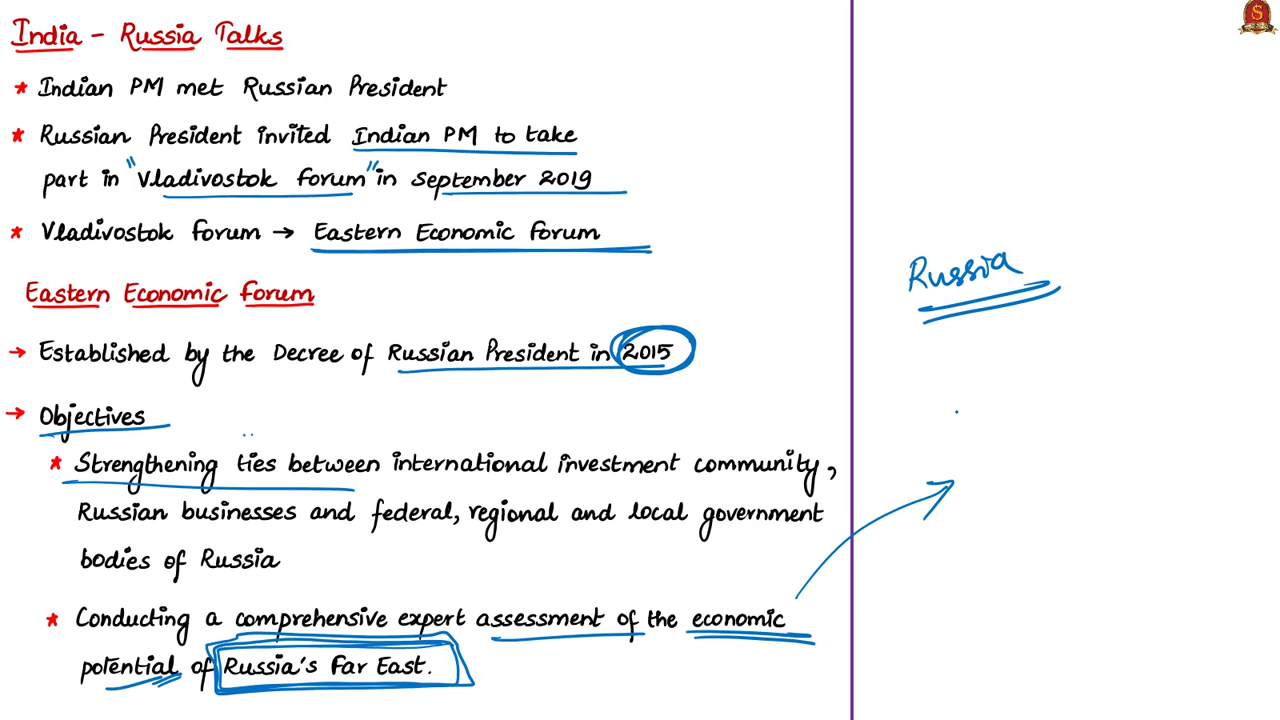 India - Russia Talks
* Indian PM met Russian President
* Russian President invited Indian PM to take
part in "Vladivostok forum" in September 2019
* Vladivostok forum → Eastern Economic forum
Eastern Economic forum
→ Established by the Decree of Russian President in 2015
→ Objectives
* Strengthening ties between international investment community,
Russian businesses and federal, regional and local government
bodies of Russia
* Conducting a comprehensive expert assessment of the economic
potential of Russia's far East.
Russia
S